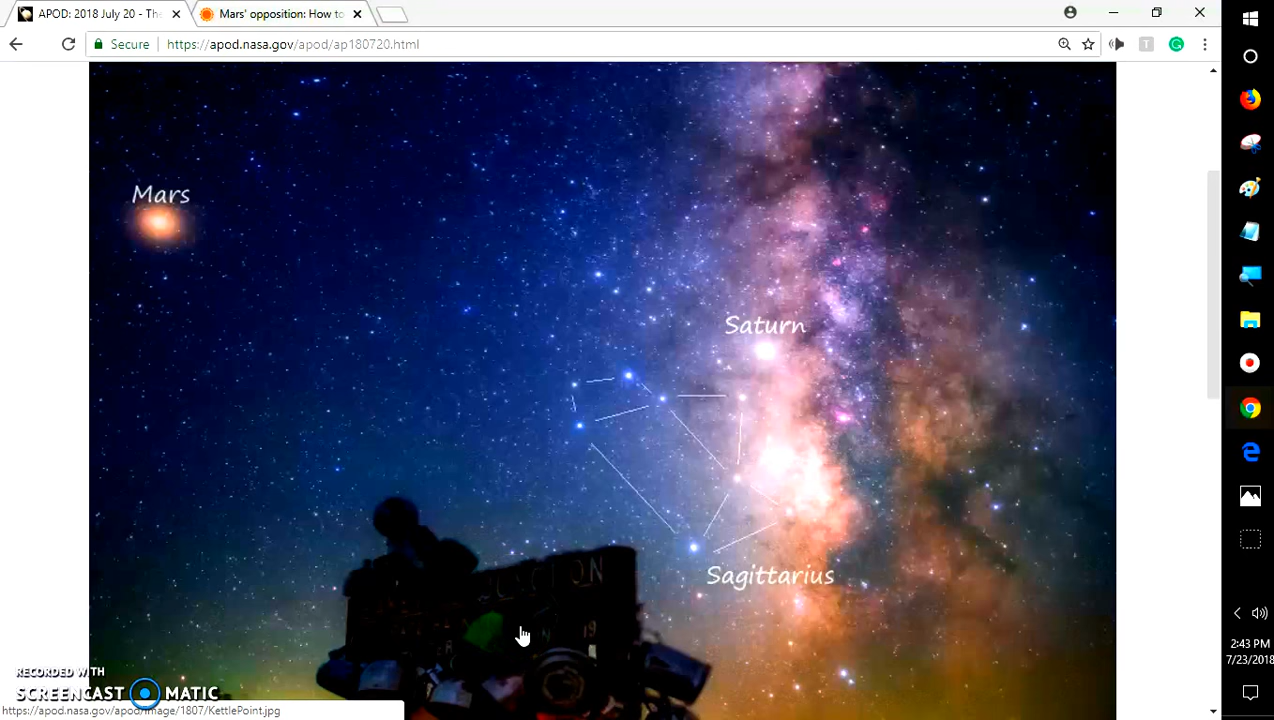 APOD: 2018 July 20 - The
Mars' opposition: How to
Secure
https://apod.nasa.gov/apod/ap180720.html
T
Mars
Saturn
Sagittarius
19
RECORDED WITH
SCREENCAST MATIC
https://apod.nasa.gov/apod/image/1807/KettlePoint.jpg
2:43 PM
7/23/2018